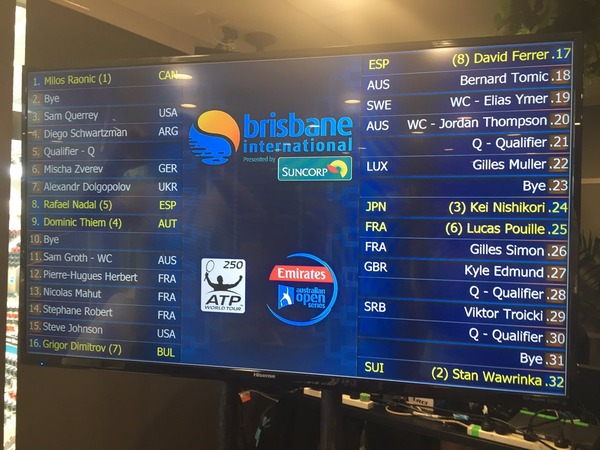 1. Milos Raonic (1) CAN
2. Bye
3. Sam Querrey USA
4. Diego Schwartzman ARG
5. Qualifier - Q
6. Mischa Zverev GER
7. Alexandr Dolgopolov UKR
8. Rafael Nadal (5) ESP
9. Dominic Thiem (4) AUT
10. Bye
11. Sam Groth - WC AUS
12. Pierre-Hugues Herbert FRA
13. Nicolas Mahut FRA
14. Stephane Robert FRA
15. Steve Johnson USA
16. Grigor Dimitrov (7) BUL
brisbane
international
Presented by
SUNCORP
250
ATP
WORLD TOUR
Emirates
australian
open
series
ESP (8) David Ferrer .17
AUS Bernard Tomic .18
SWE WC - Elias Ymer .19
AUS WC - Jordan Thompson .20
Q - Qualifier .21
LUX Gilles Muller .22
Bye .23
JPN (3) Kei Nishikori .24
FRA (6) Lucas Pouille .25
FRA Gilles Simon .26
GBR Kyle Edmund .27
Q - Qualifier .28
SRB Viktor Troicki .29
Q - Qualifier .30
Bye .31
SUI (2) Stan Wawrinka .32
Hisense